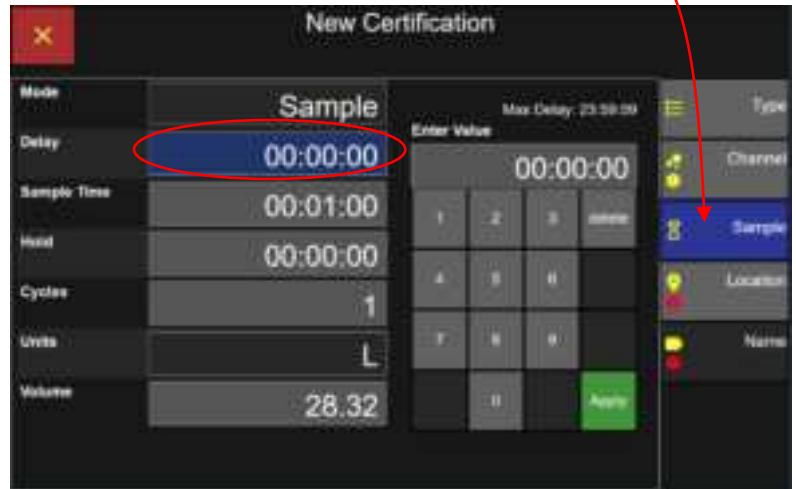 New Certification
Mode
Sample
Delay
00:00:00
Sample Time
00:01:00
Hold
00:00:00
Cycles
1
Units
L
Volume
28.32
Max Delay: 23:59:59
Enter Value
00:00:00
1 2 3 delete
4 5 6
7 8 9
0 Apply
Type
Channel
Sample
Location
Name